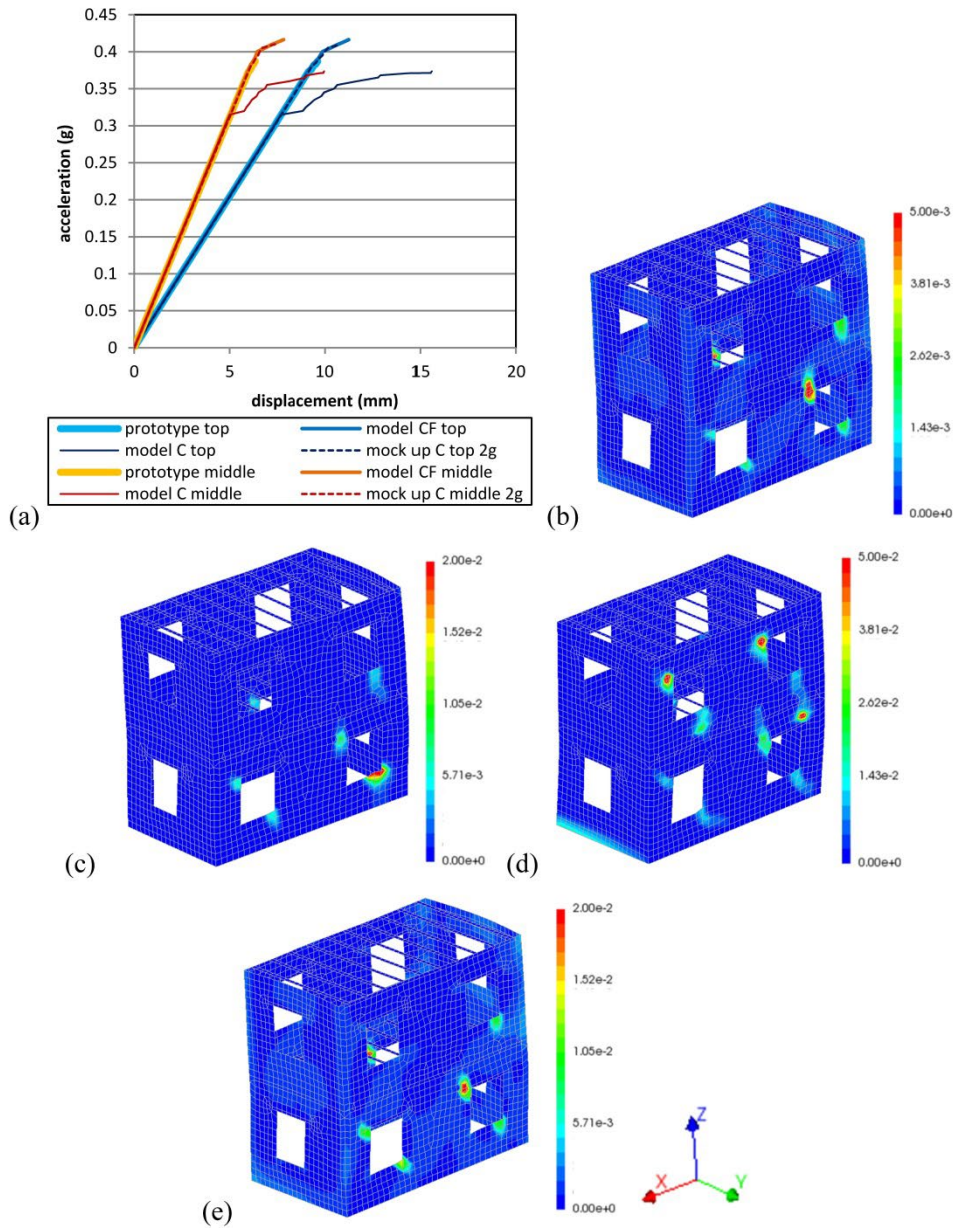 0.45
0.4
0.35
0.3
0.25
0.2
0.15
0.1
0.05
0
acceleration (g)
0 5 10 15 20
displacement (mm)
prototype top model CF top
model C top mock up C top 2g
prototype middle model CF middle
model C middle mock up C middle 2g
(a)
5.00e-3
3.81e-3
2.02e-3
1.43e-3
0.00e+0
(b)
2.00e-2
1.52e-2
1.05e-2
5.71e-3
0.00e+0
(c)
5.00e-2
3.81e-2
2.62e-2
1.43e-2
0.00e+0
(d)
2.00e-2
1.52e-2
1.05e-2
5.71e-3
0.00e+0
(e)
Z
X
Y